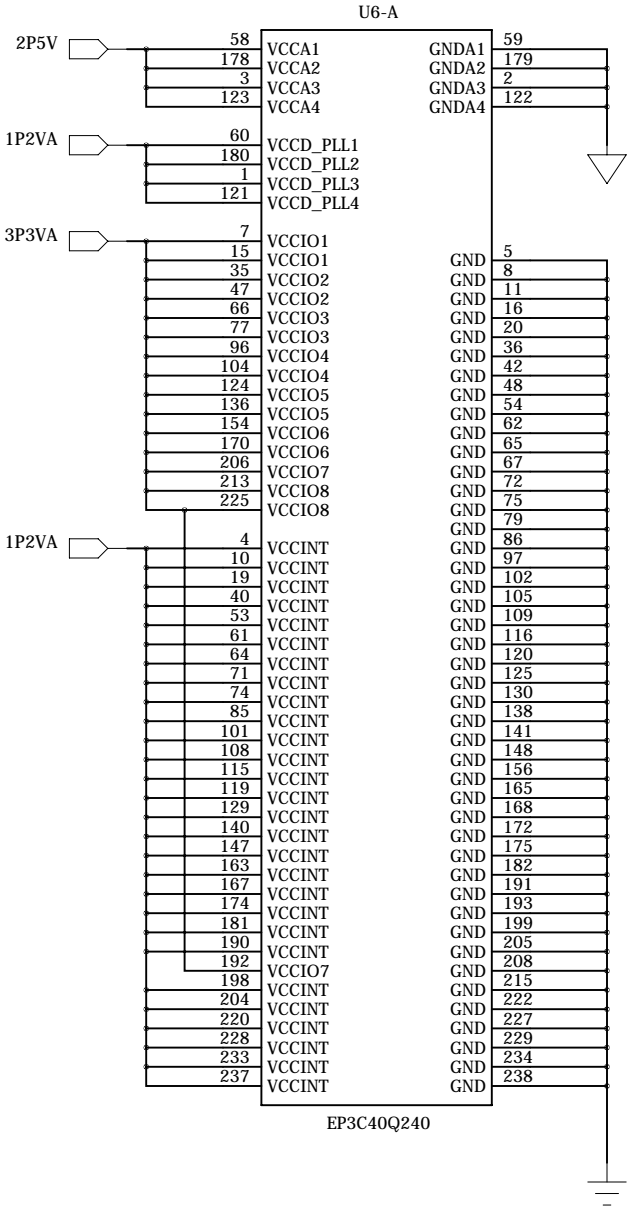 U6-A
2P5V 58 VCCA1 GNDA1 59
178 VCCA2 GNDA2 179
3 VCCA3 GNDA3 2
123 VCCA4 GNDA4 122
1P2VA 60 VCCD_PLL1
180 VCCD_PLL2
1 VCCD_PLL3
121 VCCD_PLL4
3P3VA 7 VCCIO1
15 VCCIO1 GND 5
35 VCCIO2 GND 8
47 VCCIO2 GND 11
66 VCCIO3 GND 16
77 VCCIO3 GND 20
96 VCCIO4 GND 36
104 VCCIO4 GND 42
124 VCCIO5 GND 48
136 VCCIO5 GND 54
154 VCCIO6 GND 62
170 VCCIO6 GND 65
206 VCCIO7 GND 67
213 VCCIO8 GND 72
225 VCCIO8 GND 75
GND 79
1P2VA 4 VCCINT GND 86
10 VCCINT GND 97
19 VCCINT GND 102
40 VCCINT GND 105
53 VCCINT GND 109
61 VCCINT GND 116
64 VCCINT GND 120
71 VCCINT GND 125
74 VCCINT GND 130
85 VCCINT GND 138
101 VCCINT GND 141
108 VCCINT GND 148
115 VCCINT GND 156
119 VCCINT GND 165
129 VCCINT GND 168
140 VCCINT GND 172
147 VCCINT GND 175
163 VCCINT GND 182
167 VCCINT GND 191
174 VCCINT GND 193
181 VCCINT GND 199
190 VCCINT GND 205
192 VCCIO7 GND 208
198 VCCINT GND 215
204 VCCINT GND 222
220 VCCINT GND 227
228 VCCINT GND 229
233 VCCINT GND 234
237 VCCINT GND 238
EP3C40Q240